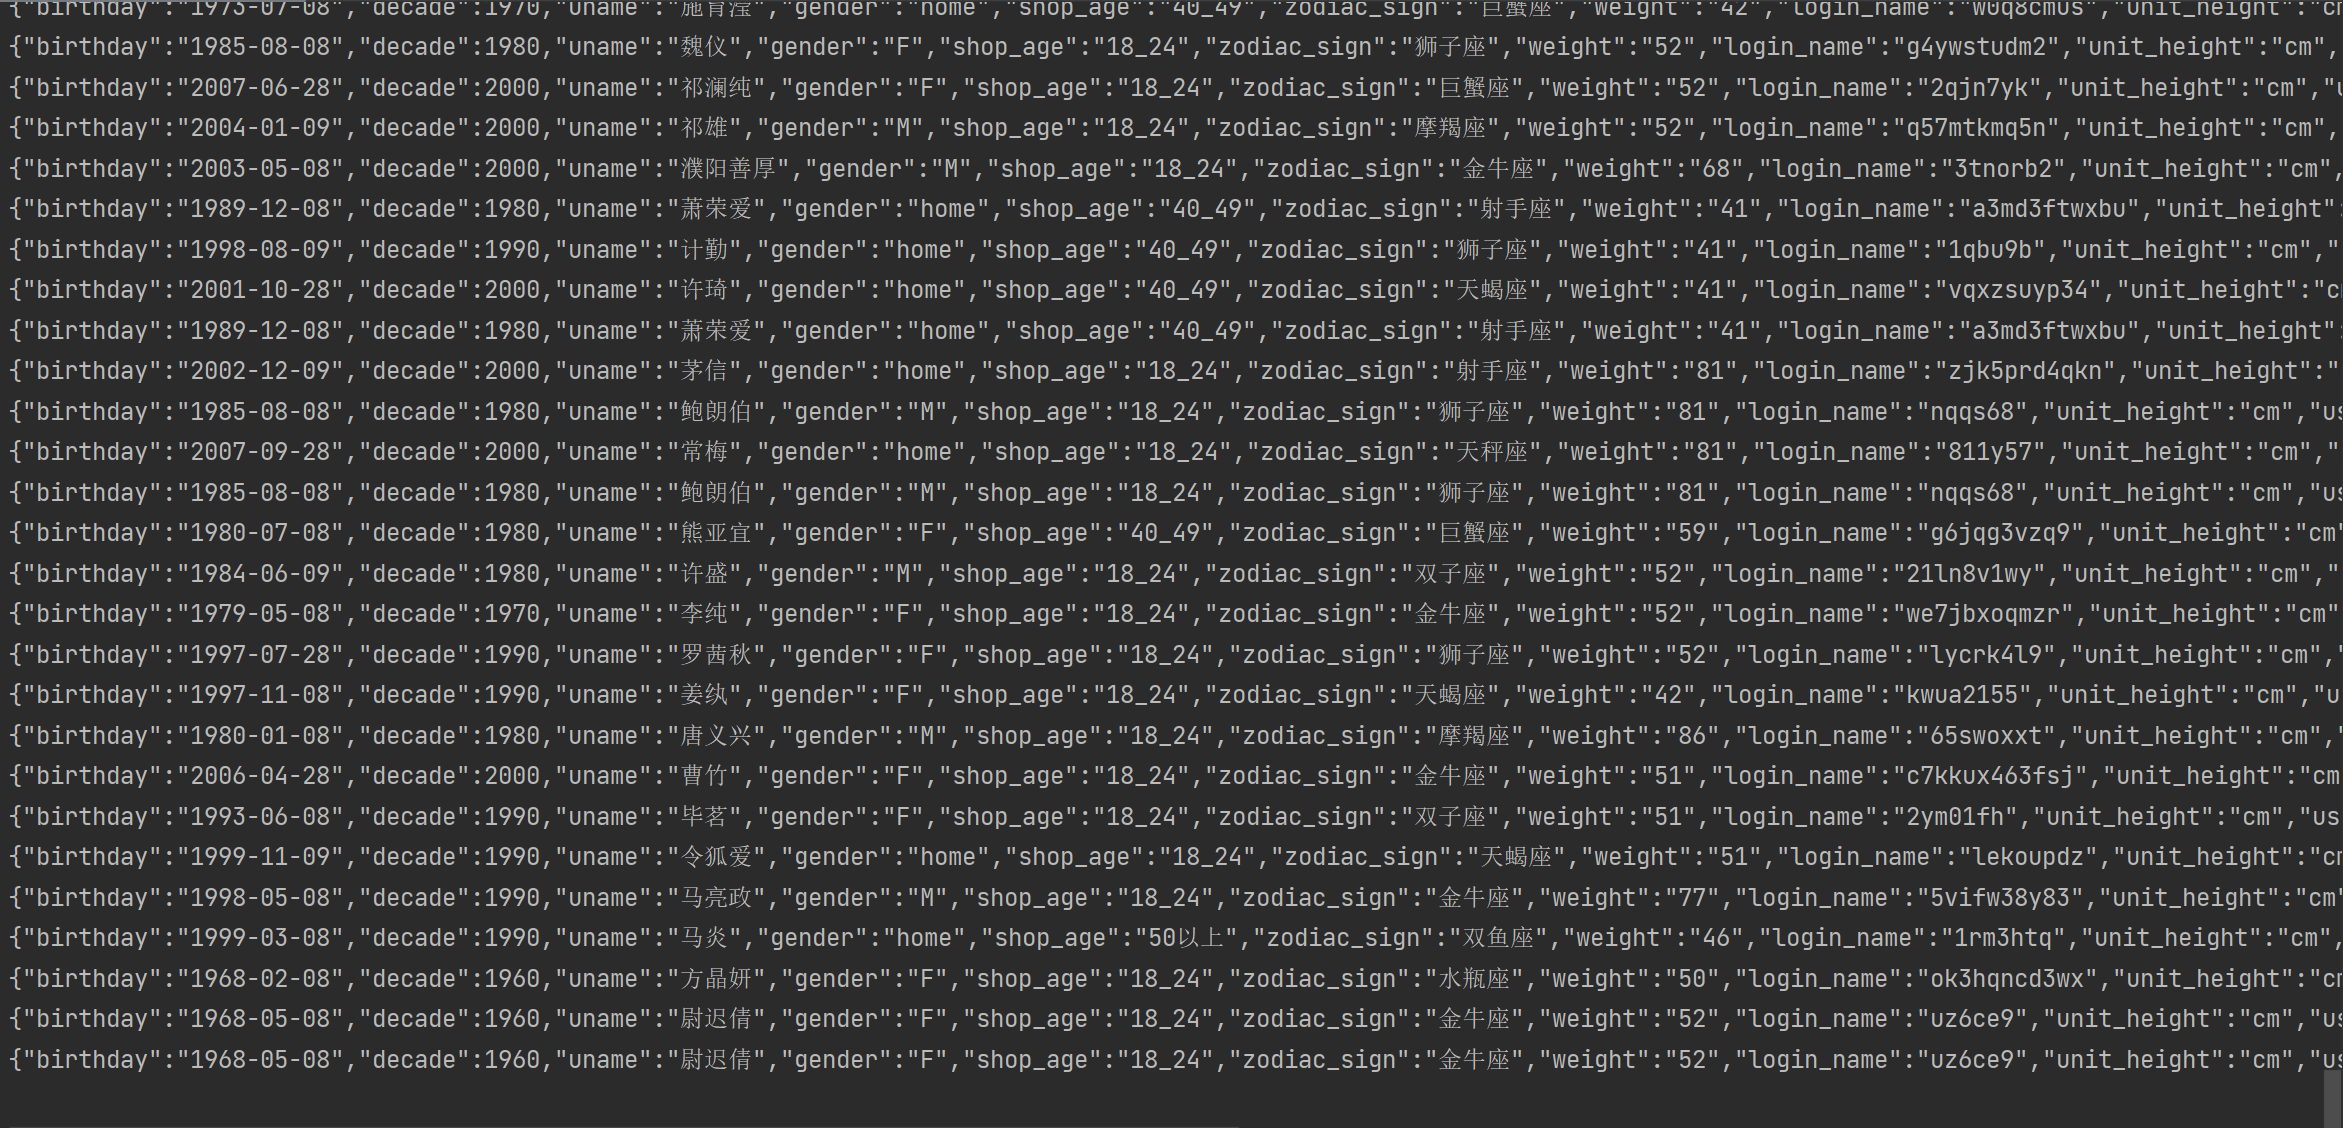 {"birthday":"1973-07-08","decade":1970,"uname":"施育滢","gender":"home","shop_age":"40_49","zodiac_sign":"巨蟹座","weight":"42","login_name":"w0q8cmus","unit_height":"cm
{"birthday":"1985-08-08","decade":1980,"uname":"魏仪","gender":"F","shop_age":"18_24","zodiac_sign":"狮子座","weight":"52","login_name":"g4ywstudm2","unit_height":"cm",
{"birthday":"2007-06-28","decade":2000,"uname":"祁澜纯","gender":"F","shop_age":"18_24","zodiac_sign":"巨蟹座","weight":"52","login_name":"2qjn7yk","unit_height":"cm","u
{"birthday":"2004-01-09","decade":2000,"uname":"祁雄","gender":"M","shop_age":"18_24","zodiac_sign":"摩羯座","weight":"52","login_name":"q57mtkmq5n","unit_height":"cm",
{"birthday":"2003-05-08","decade":2000,"uname":"濮阳善厚","gender":"M","shop_age":"18_24","zodiac_sign":"金牛座","weight":"68","login_name":"3tnorb2","unit_height":"cm",
{"birthday":"1989-12-08","decade":1980,"uname":"萧荣爱","gender":"home","shop_age":"40_49","zodiac_sign":"射手座","weight":"41","login_name":"a3md3ftwxbu","unit_height":
{"birthday":"1998-08-09","decade":1990,"uname":"计勤","gender":"home","shop_age":"40_49","zodiac_sign":"狮子座","weight":"41","login_name":"1qbu9b","unit_height":"cm","
{"birthday":"2001-10-28","decade":2000,"uname":"许琦","gender":"home","shop_age":"40_49","zodiac_sign":"天蝎座","weight":"41","login_name":"vqxzsuyp34","unit_height":"cm
{"birthday":"1989-12-08","decade":1980,"uname":"萧荣爱","gender":"home","shop_age":"40_49","zodiac_sign":"射手座","weight":"41","login_name":"a3md3ftwxbu","unit_height":
{"birthday":"2002-12-09","decade":2000,"uname":"茅信","gender":"home","shop_age":"18_24","zodiac_sign":"射手座","weight":"81","login_name":"zjk5prd4qkn","unit_height":"
{"birthday":"1985-08-08","decade":1980,"uname":"鲍朗伯","gender":"M","shop_age":"18_24","zodiac_sign":"狮子座","weight":"81","login_name":"nqqs68","unit_height":"cm","us
{"birthday":"2007-09-28","decade":2000,"uname":"常梅","gender":"home","shop_age":"18_24","zodiac_sign":"天秤座","weight":"81","login_name":"811y57","unit_height":"cm","
{"birthday":"1985-08-08","decade":1980,"uname":"鲍朗伯","gender":"M","shop_age":"18_24","zodiac_sign":"狮子座","weight":"81","login_name":"nqqs68","unit_height":"cm","us
{"birthday":"1980-07-08","decade":1980,"uname":"熊亚宜","gender":"F","shop_age":"40_49","zodiac_sign":"巨蟹座","weight":"59","login_name":"g6jqg3vzq9","unit_height":"cm"
{"birthday":"1984-06-09","decade":1980,"uname":"许盛","gender":"M","shop_age":"18_24","zodiac_sign":"双子座","weight":"52","login_name":"21ln8v1wy","unit_height":"cm","
{"birthday":"1979-05-08","decade":1970,"uname":"李纯","gender":"F","shop_age":"18_24","zodiac_sign":"金牛座","weight":"52","login_name":"we7jbxoqmzr","unit_height":"cm"
{"birthday":"1997-07-28","decade":1990,"uname":"罗茜秋","gender":"F","shop_age":"18_24","zodiac_sign":"狮子座","weight":"52","login_name":"lycrk4l9","unit_height":"cm","
{"birthday":"1997-11-08","decade":1990,"uname":"姜纨","gender":"F","shop_age":"18_24","zodiac_sign":"天蝎座","weight":"42","login_name":"kwua2155","unit_height":"cm","u
{"birthday":"1980-01-08","decade":1980,"uname":"唐义兴","gender":"M","shop_age":"18_24","zodiac_sign":"摩羯座","weight":"86","login_name":"65swoxxt","unit_height":"cm","
{"birthday":"2006-04-28","decade":2000,"uname":"曹竹","gender":"F","shop_age":"18_24","zodiac_sign":"金牛座","weight":"51","login_name":"c7kkux463fsj","unit_height":"cm
{"birthday":"1993-06-08","decade":1990,"uname":"毕茗","gender":"F","shop_age":"18_24","zodiac_sign":"双子座","weight":"51","login_name":"2ym01fh","unit_height":"cm","us
{"birthday":"1999-11-09","decade":1990,"uname":"令狐爱","gender":"home","shop_age":"18_24","zodiac_sign":"天蝎座","weight":"51","login_name":"lekoupdz","unit_height":"cm
{"birthday":"1998-05-08","decade":1990,"uname":"马亮政","gender":"M","shop_age":"18_24","zodiac_sign":"金牛座","weight":"77","login_name":"5vifw38y83","unit_height":"cm"
{"birthday":"1999-03-08","decade":1990,"uname":"马炎","gender":"home","shop_age":"50以上","zodiac_sign":"双鱼座","weight":"46","login_name":"1rm3htq","unit_height":"cm",
{"birthday":"1968-02-08","decade":1960,"uname":"方晶妍","gender":"F","shop_age":"18_24","zodiac_sign":"水瓶座","weight":"50","login_name":"ok3hqncd3wx","unit_height":"cm
{"birthday":"1968-05-08","decade":1960,"uname":"尉迟倩","gender":"F","shop_age":"18_24","zodiac_sign":"金牛座","weight":"52","login_name":"uz6ce9","unit_height":"cm","us
{"birthday":"1968-05-08","decade":1960,"uname":"尉迟倩","gender":"F","shop_age":"18_24","zodiac_sign":"金牛座","weight":"52","login_name":"uz6ce9","unit_height":"cm","us